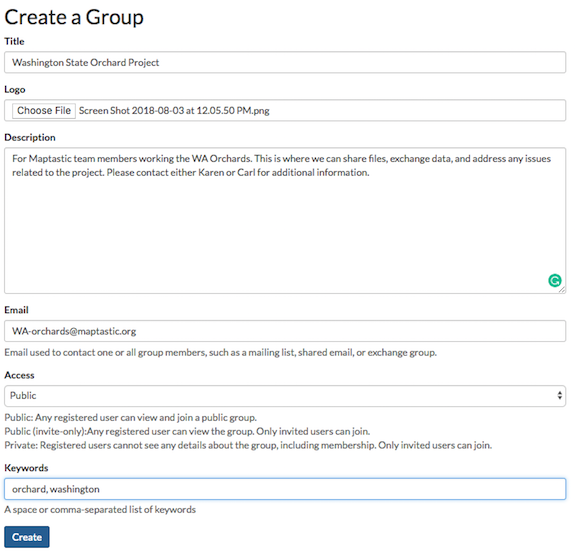 Create a Group
Title
Washington State Orchard Project
Logo
Choose File Screen Shot 2018-08-03 at 12.05.50 PM.png
Description
For Maptastic team members working the WA Orchards. This is where we can share files, exchange data, and address any issues
related to the project. Please contact either Karen or Carl for additional information.
Email
WA-orchards@maptastic.org
Email used to contact one or all group members, such as a mailing list, shared email, or exchange group.
Access
Public
Public: Any registered user can view and join a public group.
Public (invite-only):Any registered user can view the group. Only invited users can join.
Private: Registered users cannot see any details about the group, including membership. Only invited users can join.
Keywords
orchard, washington
A space or comma-separated list of keywords
Create